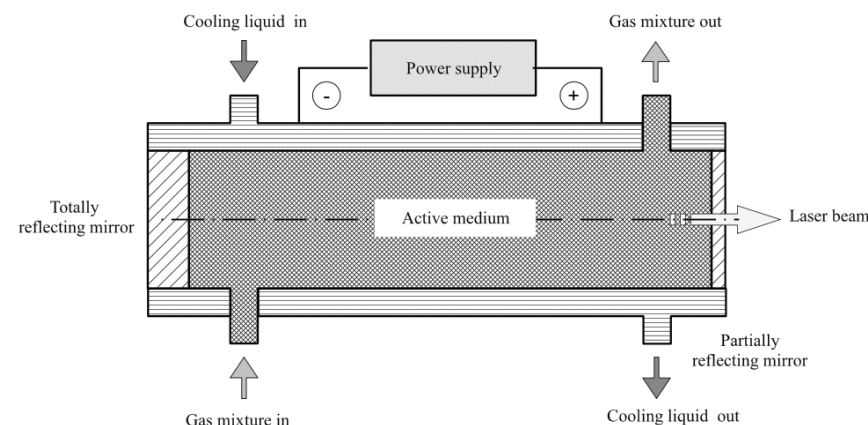 Cooling liquid in
Gas mixture out
Power supply
-
+
Totally
reflecting mirror
Active medium
Laser beam
Partially
reflecting mirror
Gas mixture in
Cooling liquid out